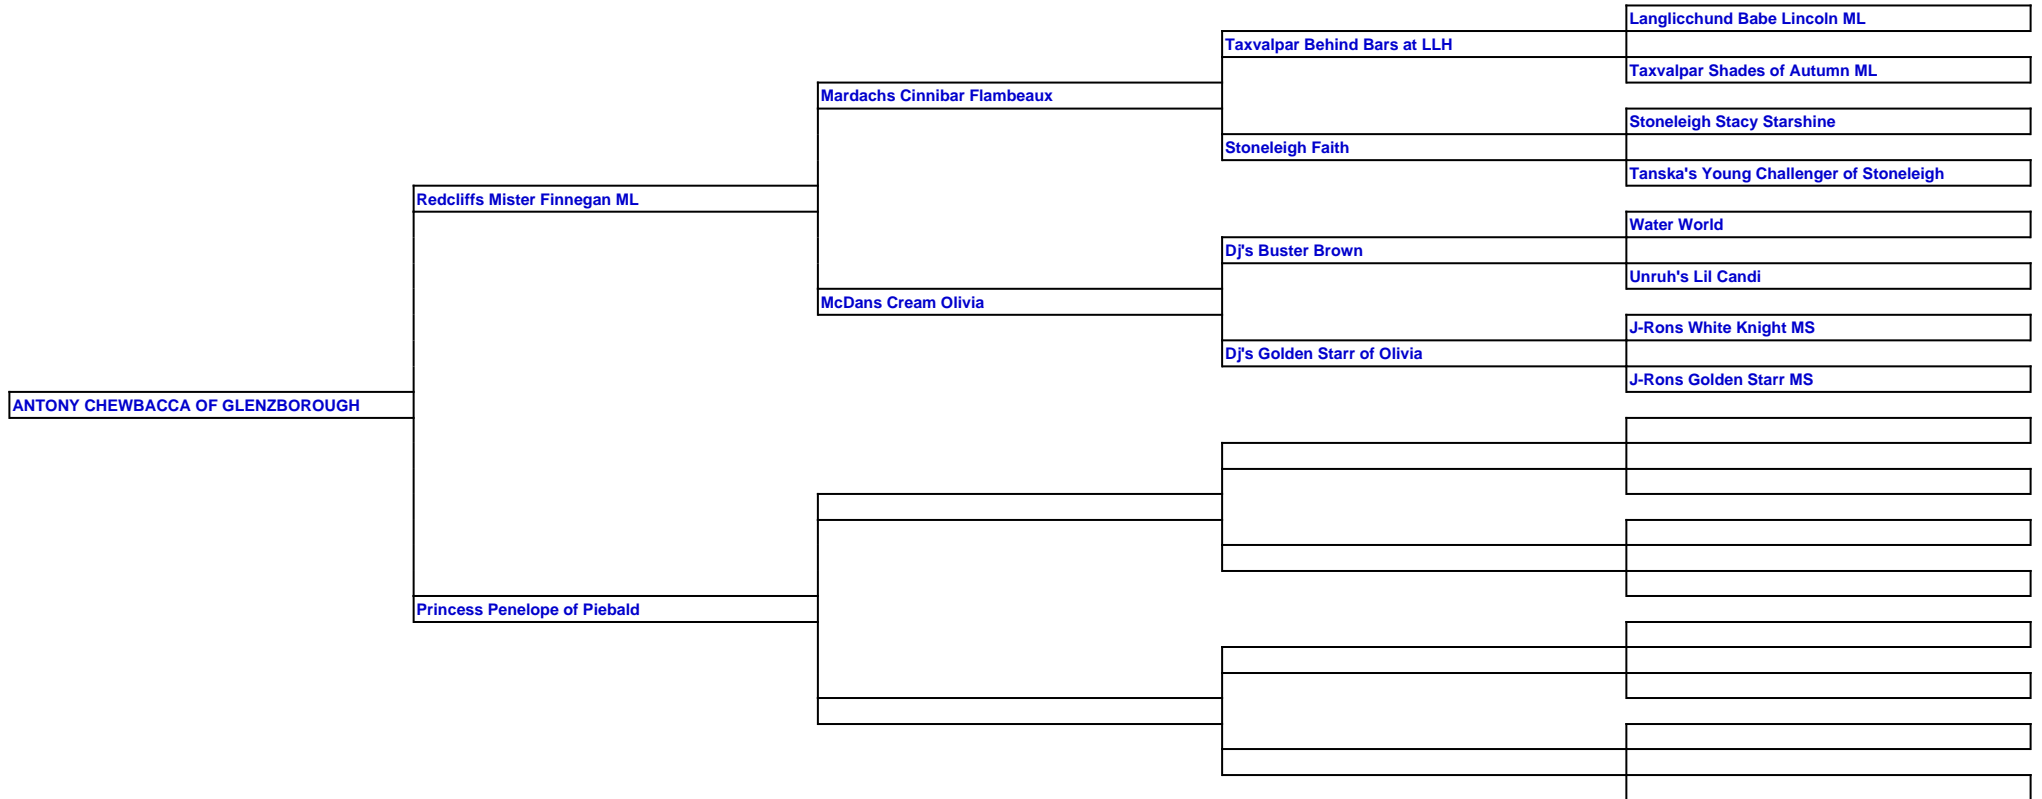 Langlicchund Babe Lincoln ML
Taxvalpar Behind Bars at LLH
Taxvalpar Shades of Autumn ML
Mardachs Cinnibar Flambeaux
Stoneleigh Stacy Starshine
Stoneleigh Faith
Tanska's Young Challenger of Stoneleigh
Redcliffs Mister Finnegan ML
Water World
Dj's Buster Brown
Unruh's Lil Candi
McDans Cream Olivia
J-Rons White Knight MS
Dj's Golden Starr of Olivia
J-Rons Golden Starr MS
ANTONY CHEWBACCA OF GLENZBOROUGH
Princess Penelope of Piebald